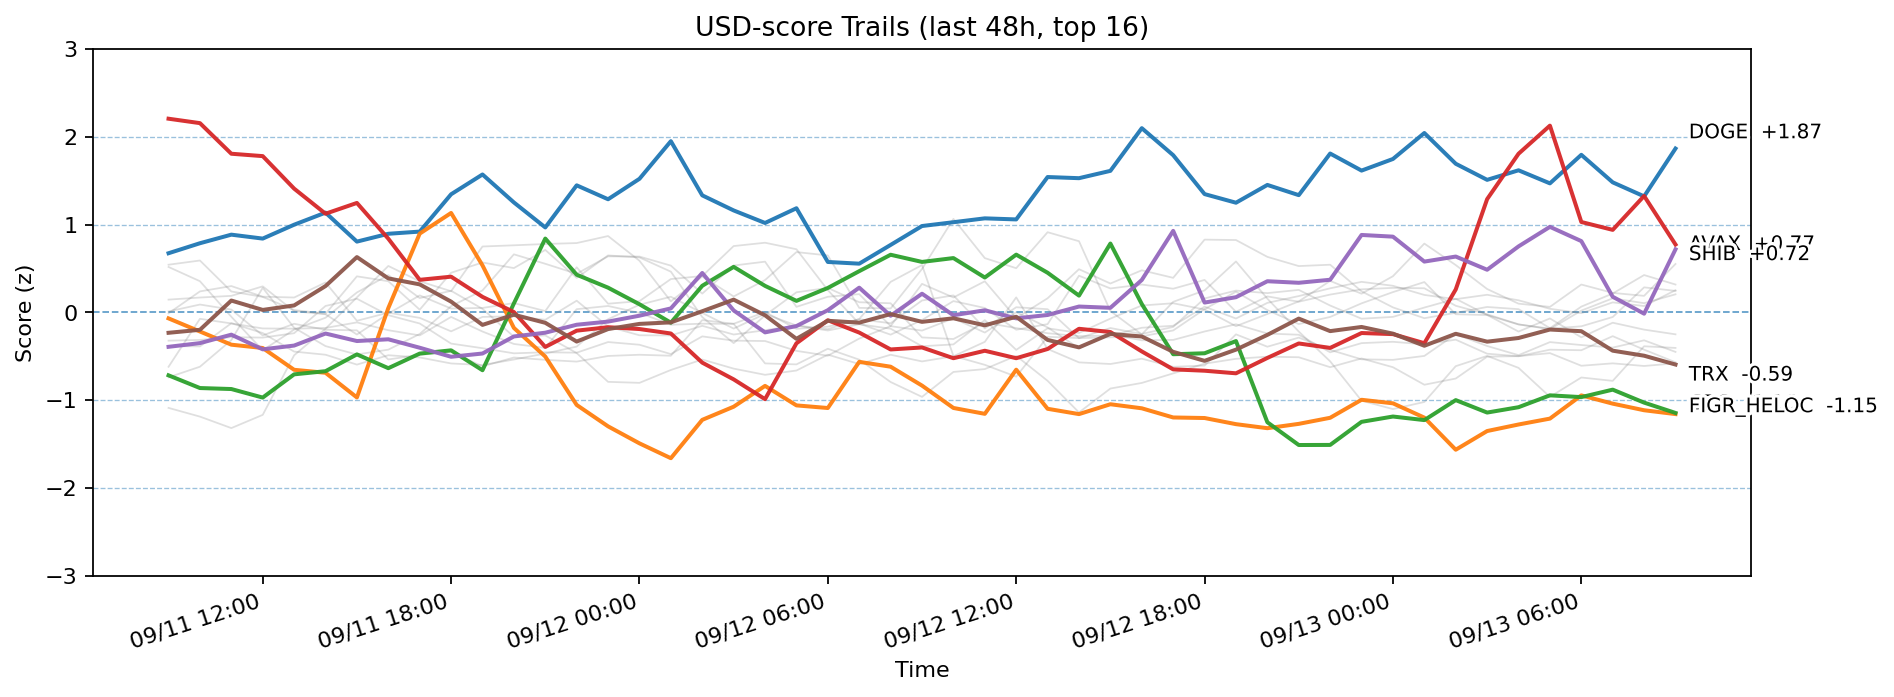 USD-score Trails (last 48h, top 16)
3
2
1
0
−1
−2
−3
Score (z)
DOGE +1.87
AVAX +0.77
SHIB +0.72
TRX -0.59
FIGR_HELOC -1.15
09/11 12:00
09/11 18:00
09/12 00:00
09/12 06:00
09/12 12:00
09/12 18:00
09/13 00:00
09/13 06:00
Time